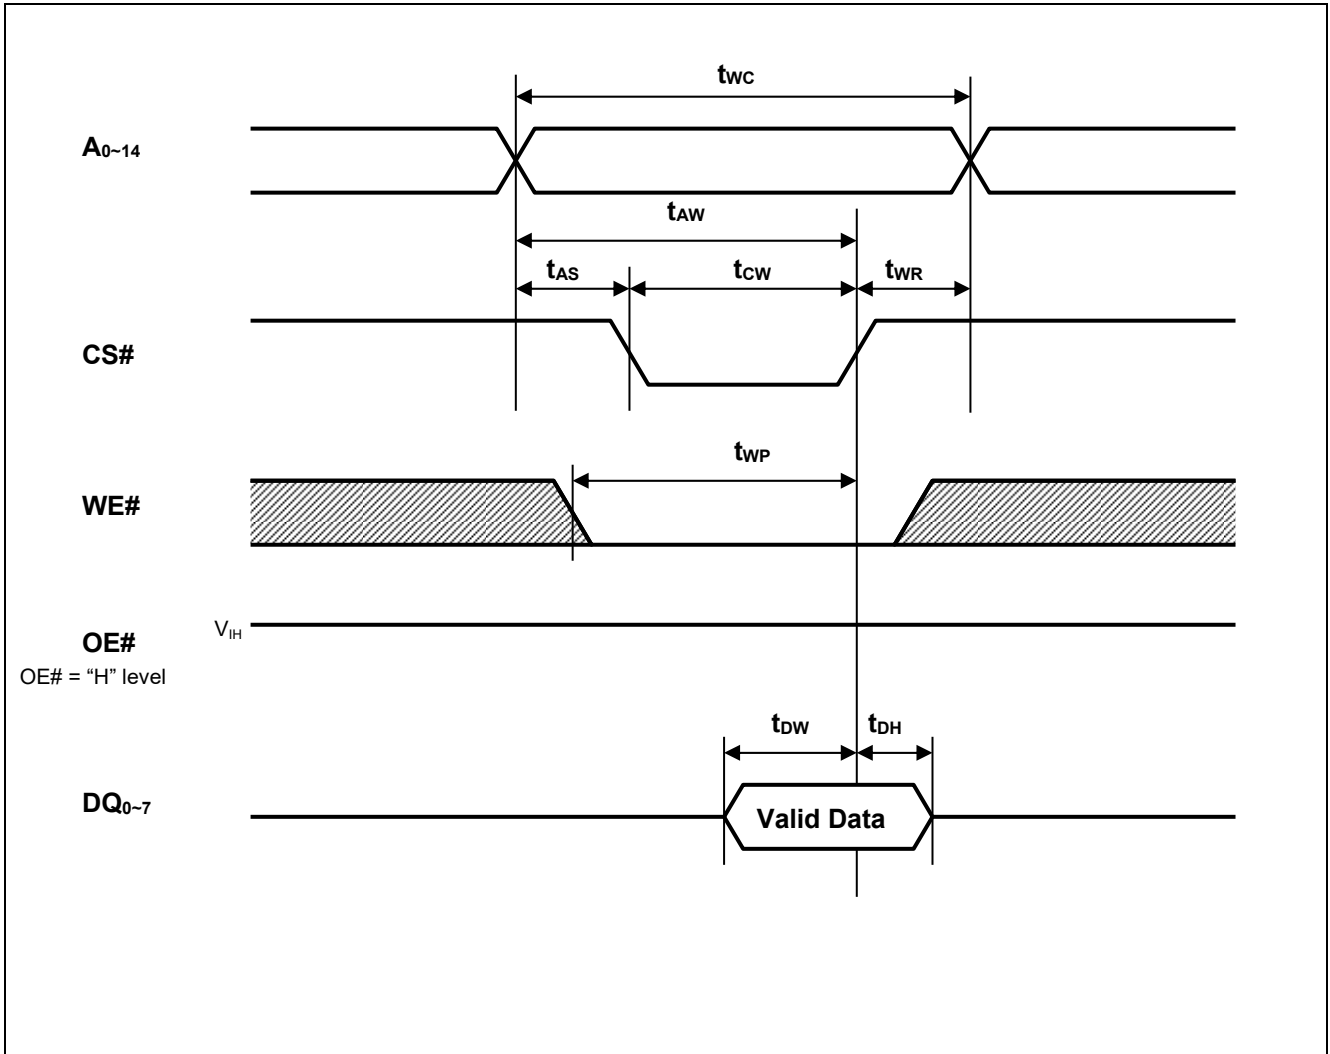 tWC
A0~14
tAW
tAS
tCW
tWR
CS#
tWP
WE#
VIH
OE#
OE# = “H” level
tDW
tDH
DQ0~7
Valid Data